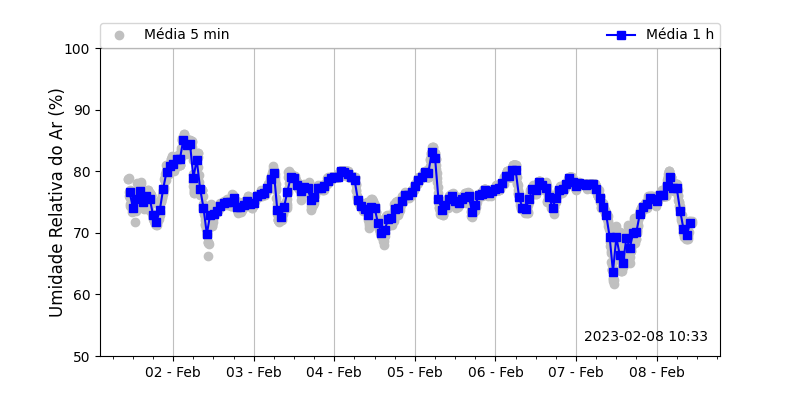 Média 5 min
Média 1 h
Umidade Relativa do Ar (%)
100
90
80
70
60
50
2023-02-08 10:33
02 - Feb
03 - Feb
04 - Feb
05 - Feb
06 - Feb
07 - Feb
08 - Feb